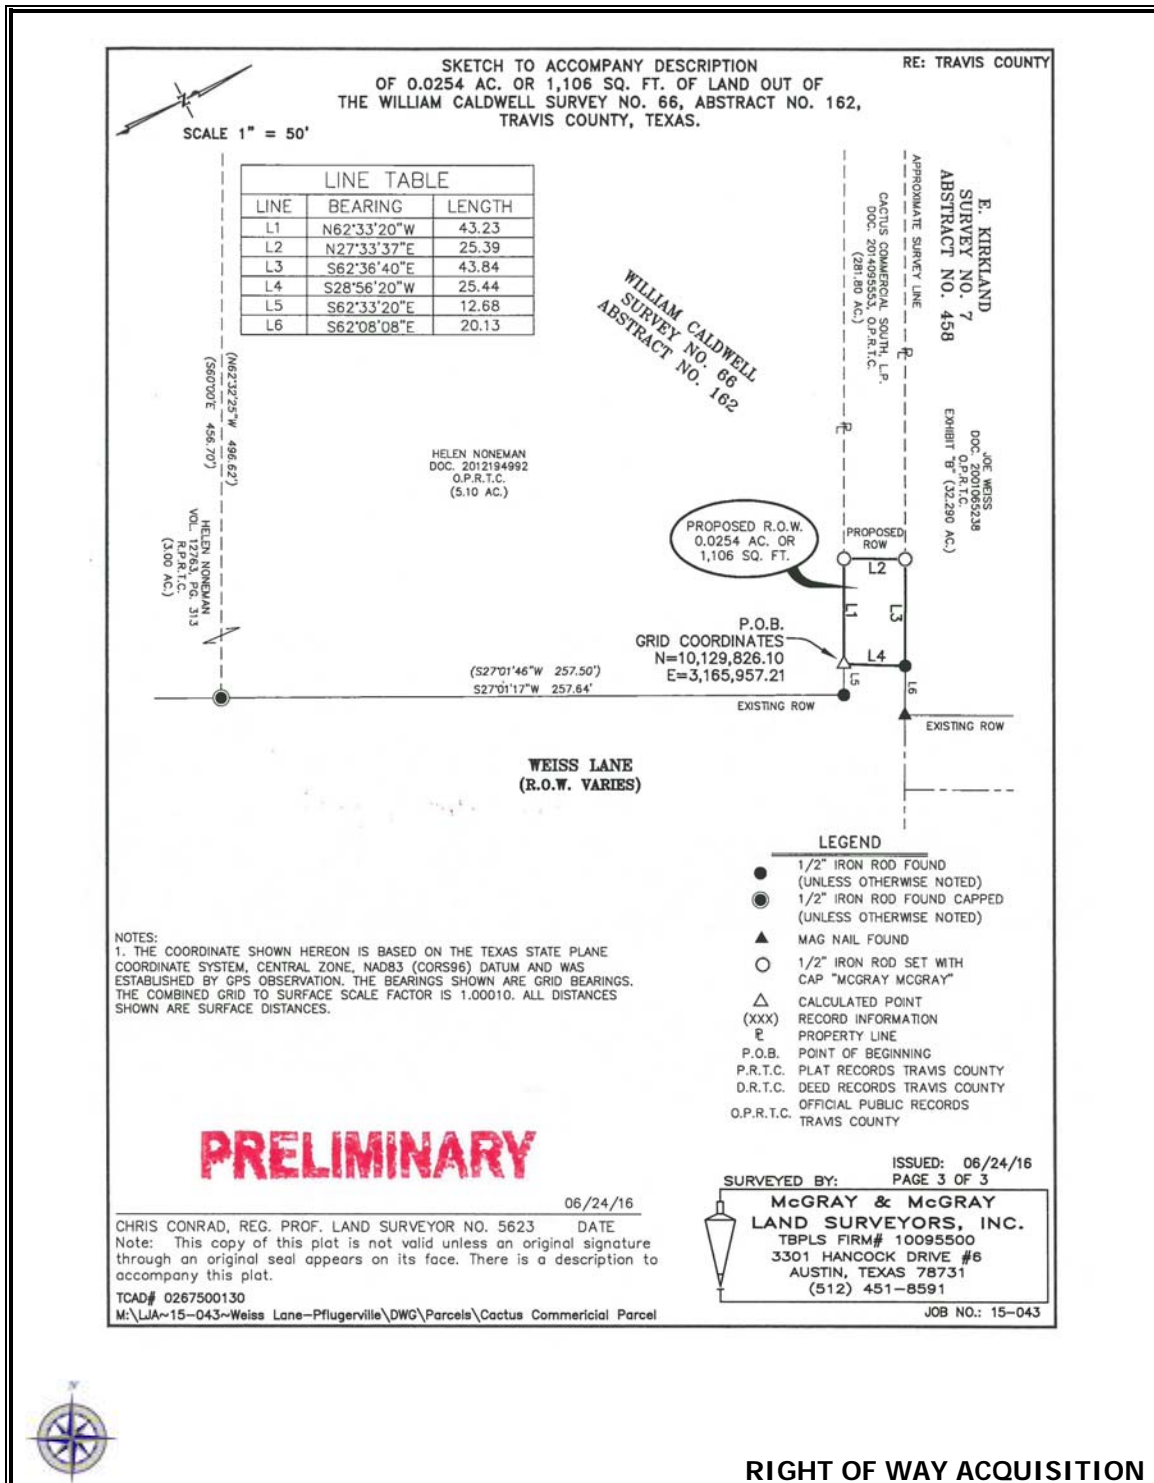 SKETCH TO ACCOMPANY DESCRIPTION
OF 0.0254 AC. OR 1,106 SQ. FT. OF LAND OUT OF
THE WILLIAM CALDWELL SURVEY NO. 66, ABSTRACT NO. 162,
TRAVIS COUNTY, TEXAS.
RE: TRAVIS COUNTY
SCALE 1" = 50'
LINE TABLE
LINE BEARING LENGTH
L1 N62°33'20"W 43.23
L2 N27°33'37"E 25.39
L3 S62°36'40"E 43.84
L4 S28°56'20"W 25.44
L5 S62°33'20"E 12.68
L6 S62°08'08"E 20.13
(N62°32'25"W 496.62')
(S60°00'E 456.70')
HELEN NONEMAN
VOL. 12763, PG. 313
R.P.R.T.C.
(3.00 AC.)
HELEN NONEMAN
DOC. 2012194992
O.P.R.T.C.
(5.10 AC.)
WILLIAM CALDWELL
SURVEY NO. 66
ABSTRACT NO. 162
CACTUS COMMERCIAL SOUTH, L.P.
DOC. 2014095553, O.P.R.T.C.
(281.80 AC.)
APPROXIMATE SURVEY LINE
E. KIRKLAND
SURVEY NO. 7
ABSTRACT NO. 458
JOE WEISS
DOC. 2001065238
O.P.R.T.C.
EXHIBIT "B" (32.290 AC.)
PROPOSED R.O.W.
0.0254 AC. OR
1,106 SQ. FT.
PROPOSED
ROW
L2
L1
L3
L4
L5
L6
P.O.B.
GRID COORDINATES
N=10,129,826.10
E=3,165,957.21
(S27°01'46"W 257.50')
S27°01'17"W 257.64'
EXISTING ROW
EXISTING ROW
WEISS LANE
(R.O.W. VARIES)
LEGEND
1/2" IRON ROD FOUND
(UNLESS OTHERWISE NOTED)
1/2" IRON ROD FOUND CAPPED
(UNLESS OTHERWISE NOTED)
MAG NAIL FOUND
1/2" IRON ROD SET WITH
CAP "MCGRAY MCGRAY"
CALCULATED POINT
(XXX) RECORD INFORMATION
PROPERTY LINE
P.O.B. POINT OF BEGINNING
P.R.T.C. PLAT RECORDS TRAVIS COUNTY
D.R.T.C. DEED RECORDS TRAVIS COUNTY
O.P.R.T.C. OFFICIAL PUBLIC RECORDS
TRAVIS COUNTY
NOTES:
1. THE COORDINATE SHOWN HEREON IS BASED ON THE TEXAS STATE PLANE
COORDINATE SYSTEM, CENTRAL ZONE, NAD83 (CORS96) DATUM AND WAS
ESTABLISHED BY GPS OBSERVATION. THE BEARINGS SHOWN ARE GRID BEARINGS.
THE COMBINED GRID TO SURFACE SCALE FACTOR IS 1.00010. ALL DISTANCES
SHOWN ARE SURFACE DISTANCES.
PRELIMINARY
06/24/16
CHRIS CONRAD, REG. PROF. LAND SURVEYOR NO. 5623 DATE
Note: This copy of this plat is not valid unless an original signature
through an original seal appears on its face. There is a description to
accompany this plat.
TCAD# 0267500130
M:\LJA~15-043~Weiss Lane-Pflugerville\DWG\Parcels\Cactus Commericial Parcel
ISSUED: 06/24/16
SURVEYED BY: PAGE 3 OF 3
McGRAY & McGRAY
LAND SURVEYORS, INC.
TBPLS FIRM# 10095500
3301 HANCOCK DRIVE #6
AUSTIN, TEXAS 78731
(512) 451-8591
JOB NO.: 15-043
N
RIGHT OF WAY ACQUISITION